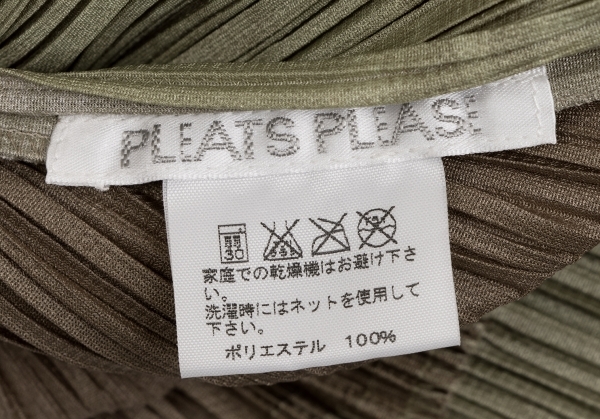 PLEATS PLEASE
弱
30
家庭での乾燥機はお避け下さ
い。
洗濯時にはネットを使用して
下さい。
ポリエステル 100%